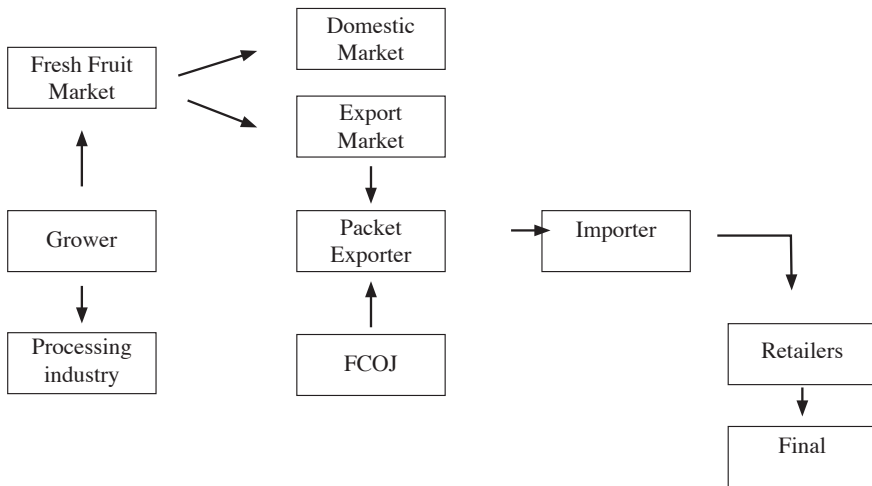 Domestic
Market
Fresh Fruit
Market
Export
Market
Grower
Packet
Exporter
Importer
Processing
industry
FCOJ
Retailers
Final